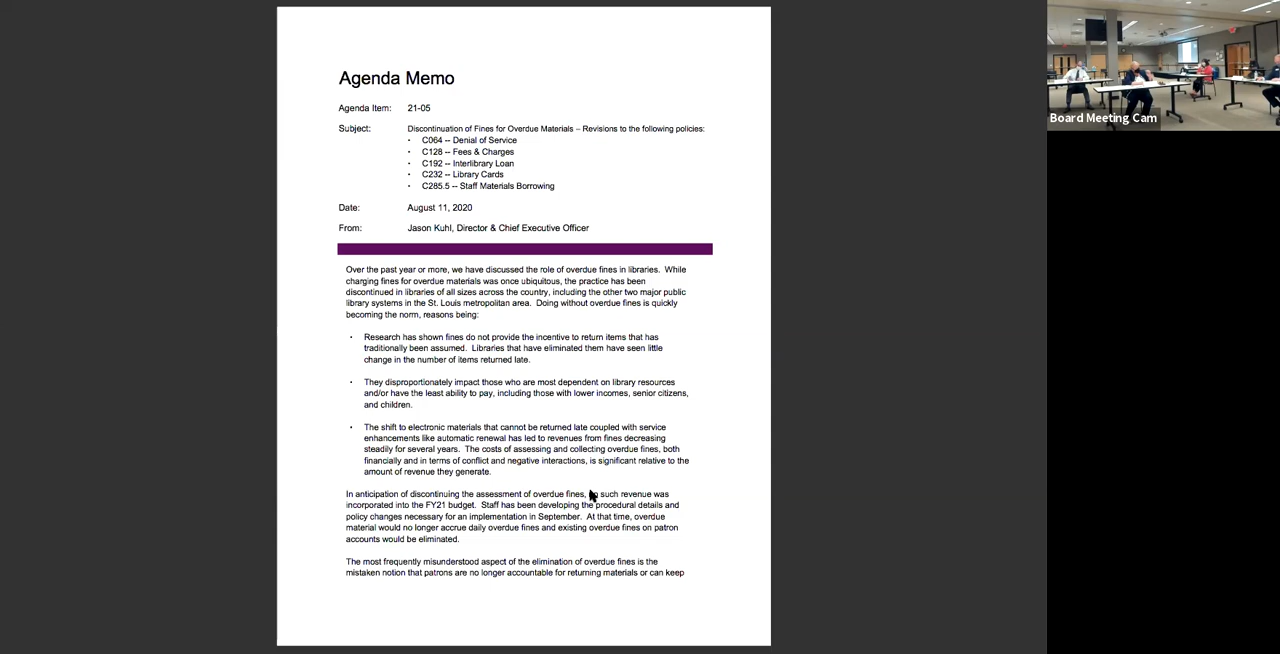 Agenda Memo
Agenda Item: 21-05
Subject: Discontinuation of Fines for Overdue Materials – Revisions to the following policies:
• C064 -- Denial of Service
• C128 -- Fees & Charges
• C192 -- Interlibrary Loan
• C232 -- Library Cards
• C285.5 -- Staff Materials Borrowing
Date: August 11, 2020
From: Jason Kuhl, Director & Chief Executive Officer
Over the past year or more, we have discussed the role of overdue fines in libraries. While
charging fines for overdue materials was once ubiquitous, the practice has been
discontinued in libraries of all sizes across the country, including the other two major public
library systems in the St. Louis metropolitan area. Doing without overdue fines is quickly
becoming the norm, reasons being:
• Research has shown fines do not provide the incentive to return items that has
traditionally been assumed. Libraries that have eliminated them have seen little
change in the number of items returned late.
• They disproportionately impact those who are most dependent on library resources
and/or have the least ability to pay, including those with lower incomes, senior citizens,
and children.
• The shift to electronic materials that cannot be returned late coupled with service
enhancements like automatic renewal has led to revenues from fines decreasing
steadily for several years. The costs of assessing and collecting overdue fines, both
financially and in terms of conflict and negative interactions, is significant relative to the
amount of revenue they generate.
In anticipation of discontinuing the assessment of overdue fines, such revenue was
incorporated into the FY21 budget. Staff has been developing the procedural details and
policy changes necessary for an implementation in September. At that time, overdue
material would no longer accrue daily overdue fines and existing overdue fines on patron
accounts would be eliminated.
The most frequently misunderstood aspect of the elimination of overdue fines is the
mistaken notion that patrons are no longer accountable for returning materials or can keep
Board Meeting Cam